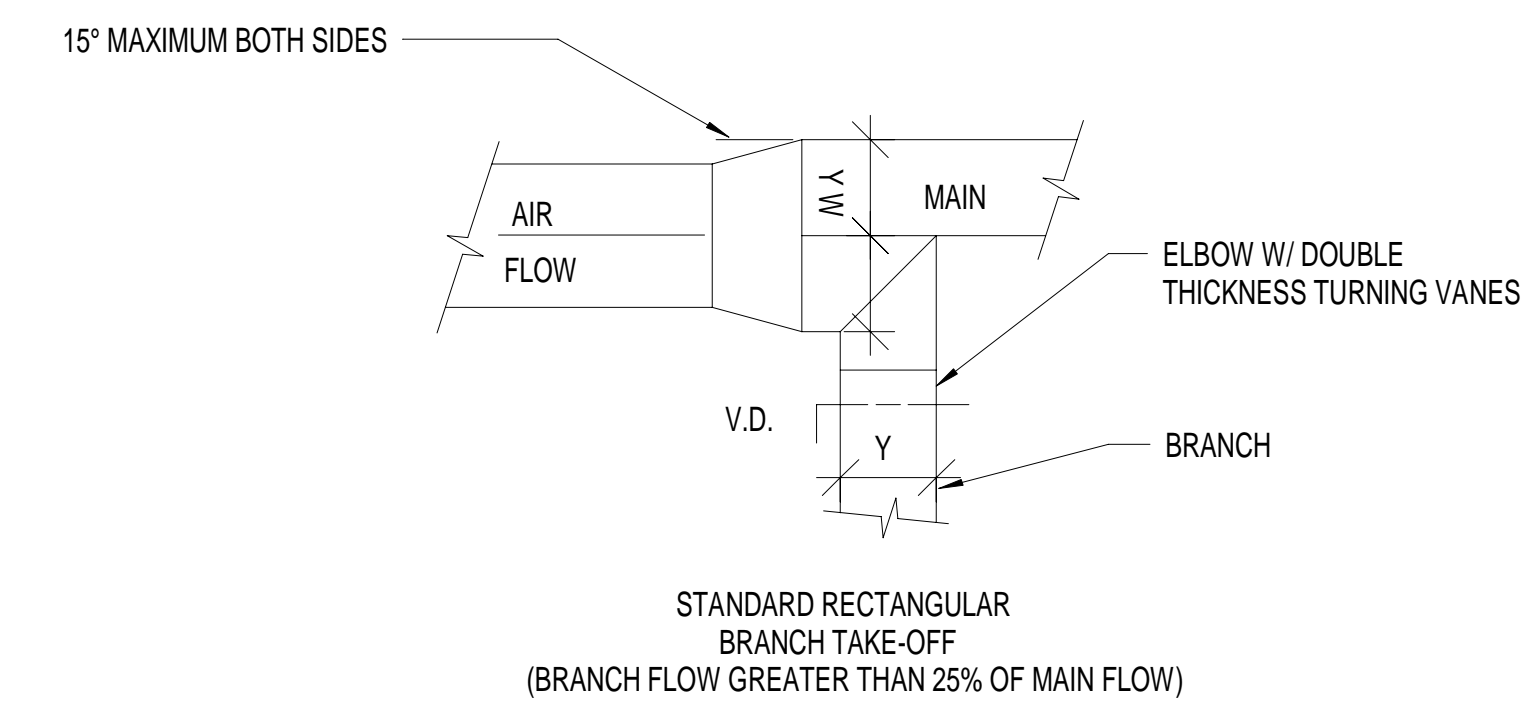 15° MAXIMUM BOTH SIDES
AIR
FLOW
Y W
MAIN
ELBOW W/ DOUBLE
THICKNESS TURNING VANES
V.D.
Y
BRANCH
STANDARD RECTANGULAR
BRANCH TAKE-OFF
(BRANCH FLOW GREATER THAN 25% OF MAIN FLOW)